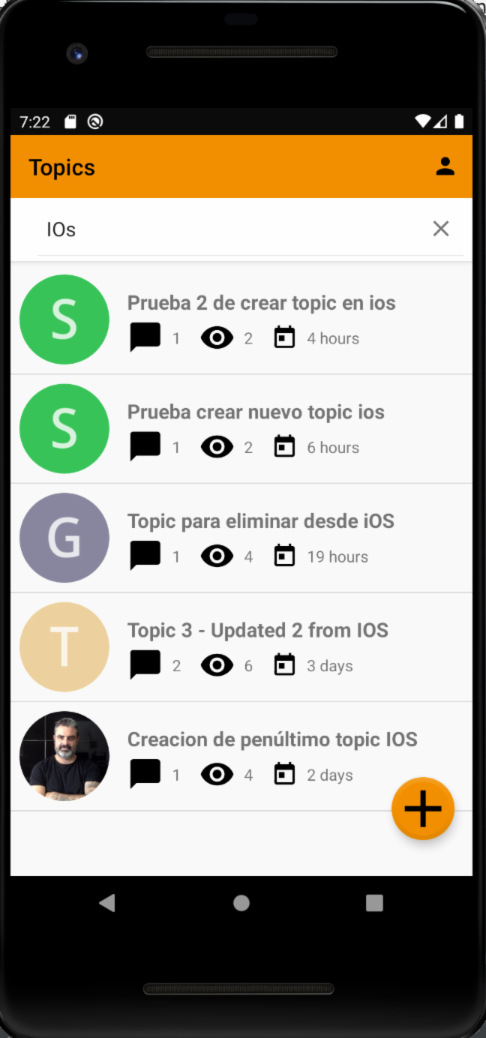 7:22
Topics
IOs
S
Prueba 2 de crear topic en ios
1 2 4 hours
S
Prueba crear nuevo topic ios
1 2 6 hours
G
Topic para eliminar desde iOS
1 4 19 hours
T
Topic 3 - Updated 2 from IOS
2 6 3 days
Creacion de penúltimo topic IOS
1 4 2 days